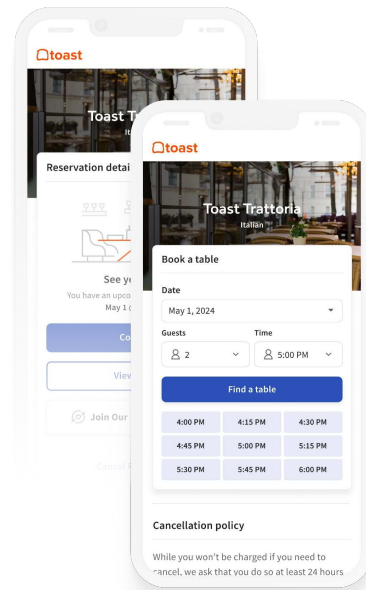 toast
Toast T
It
Reservation detai
See y
You have an upco
May 1
Co
View
Join Our
Cancel
toast
Toast Trattoria
Italian
Book a table
Date
May 1, 2024
Guests Time
2 5:00 PM
Find a table
4:00 PM 4:15 PM 4:30 PM
4:45 PM 5:00 PM 5:15 PM
5:30 PM 5:45 PM 6:00 PM
Cancellation policy
While you won't be charged if you need to
cancel, we ask that you do so at least 24 hours